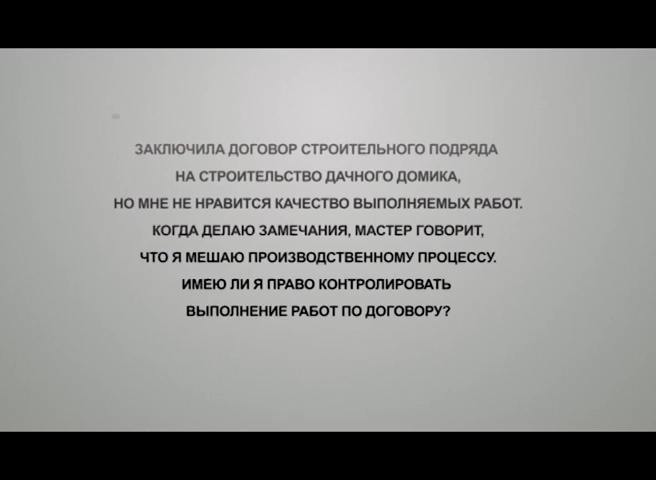 ЗАКЛЮЧИЛА ДОГОВОР СТРОИТЕЛЬНОГО ПОДРЯДА
НА СТРОИТЕЛЬСТВО ДАЧНОГО ДОМИКА,
НО МНЕ НЕ НРАВИТСЯ КАЧЕСТВО ВЫПОЛНЯЕМЫХ РАБОТ.
КОГДА ДЕЛАЮ ЗАМЕЧАНИЯ, МАСТЕР ГОВОРИТ,
ЧТО Я МЕШАЮ ПРОИЗВОДСТВЕННОМУ ПРОЦЕССУ.
ИМЕЮ ЛИ Я ПРАВО КОНТРОЛИРОВАТЬ
ВЫПОЛНЕНИЕ РАБОТ ПО ДОГОВОРУ?